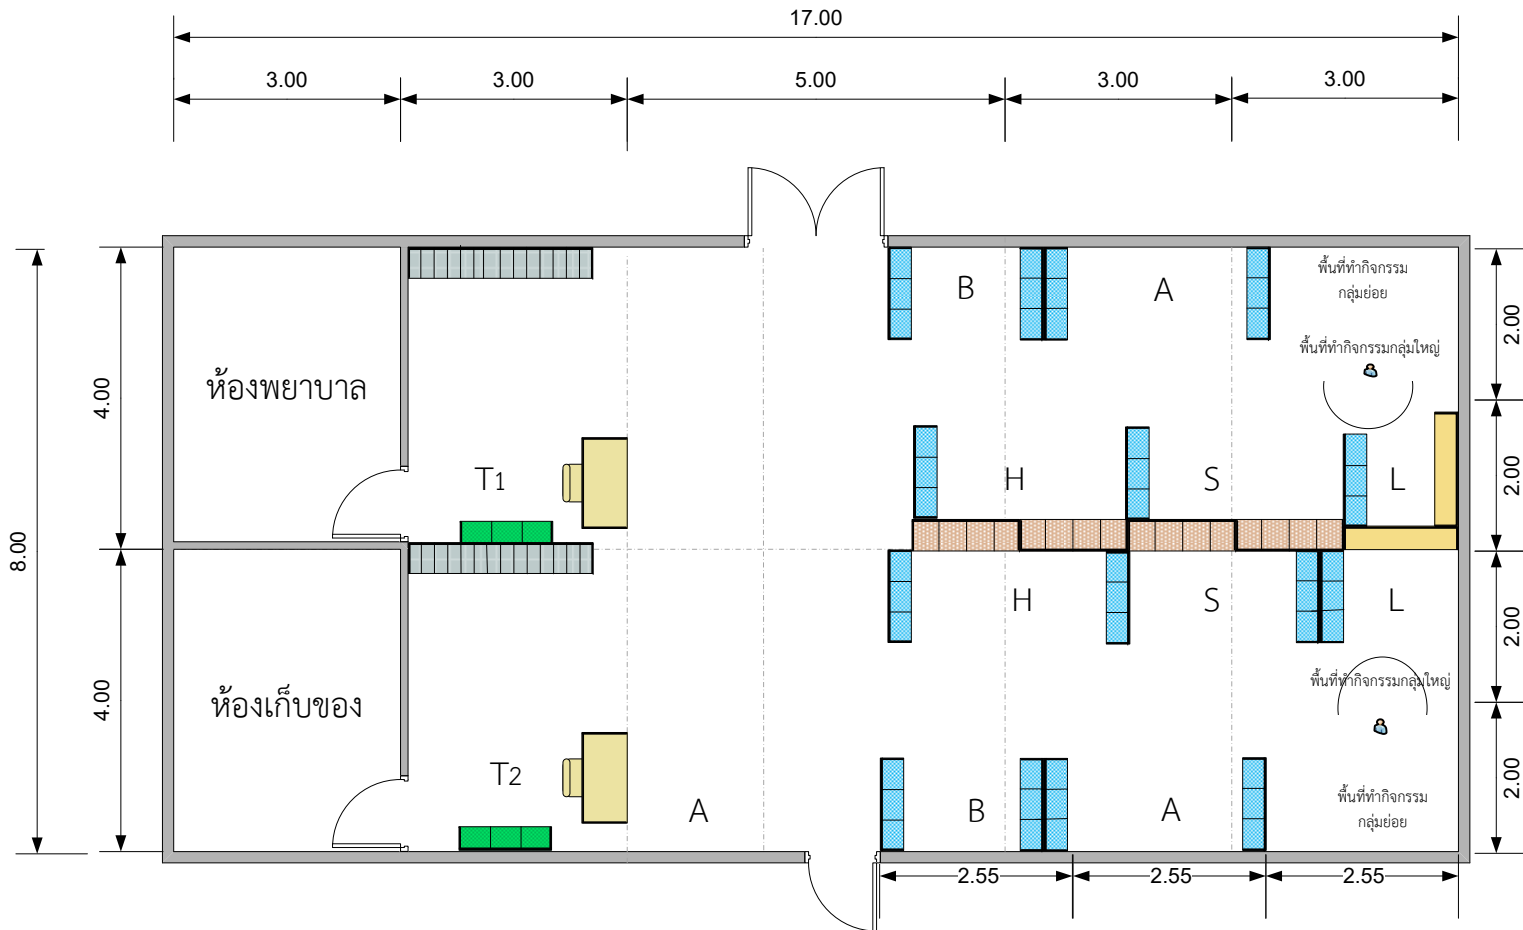 17.00
3.00
3.00
5.00
3.00
3.00
B
A
พื้นที่ทำกิจกรรม
กลุ่มย่อย
2.00
พื้นที่ทำกิจกรรมกลุ่มใหญ่
ห้องพยาบาล
4.00
T1
H
S
L
2.00
8.00
H
S
L
2.00
พื้นที่ทำกิจกรรมกลุ่มใหญ่
ห้องเก็บของ
4.00
T2
A
B
A
พื้นที่ทำกิจกรรม
กลุ่มย่อย
2.00
2.55
2.55
2.55